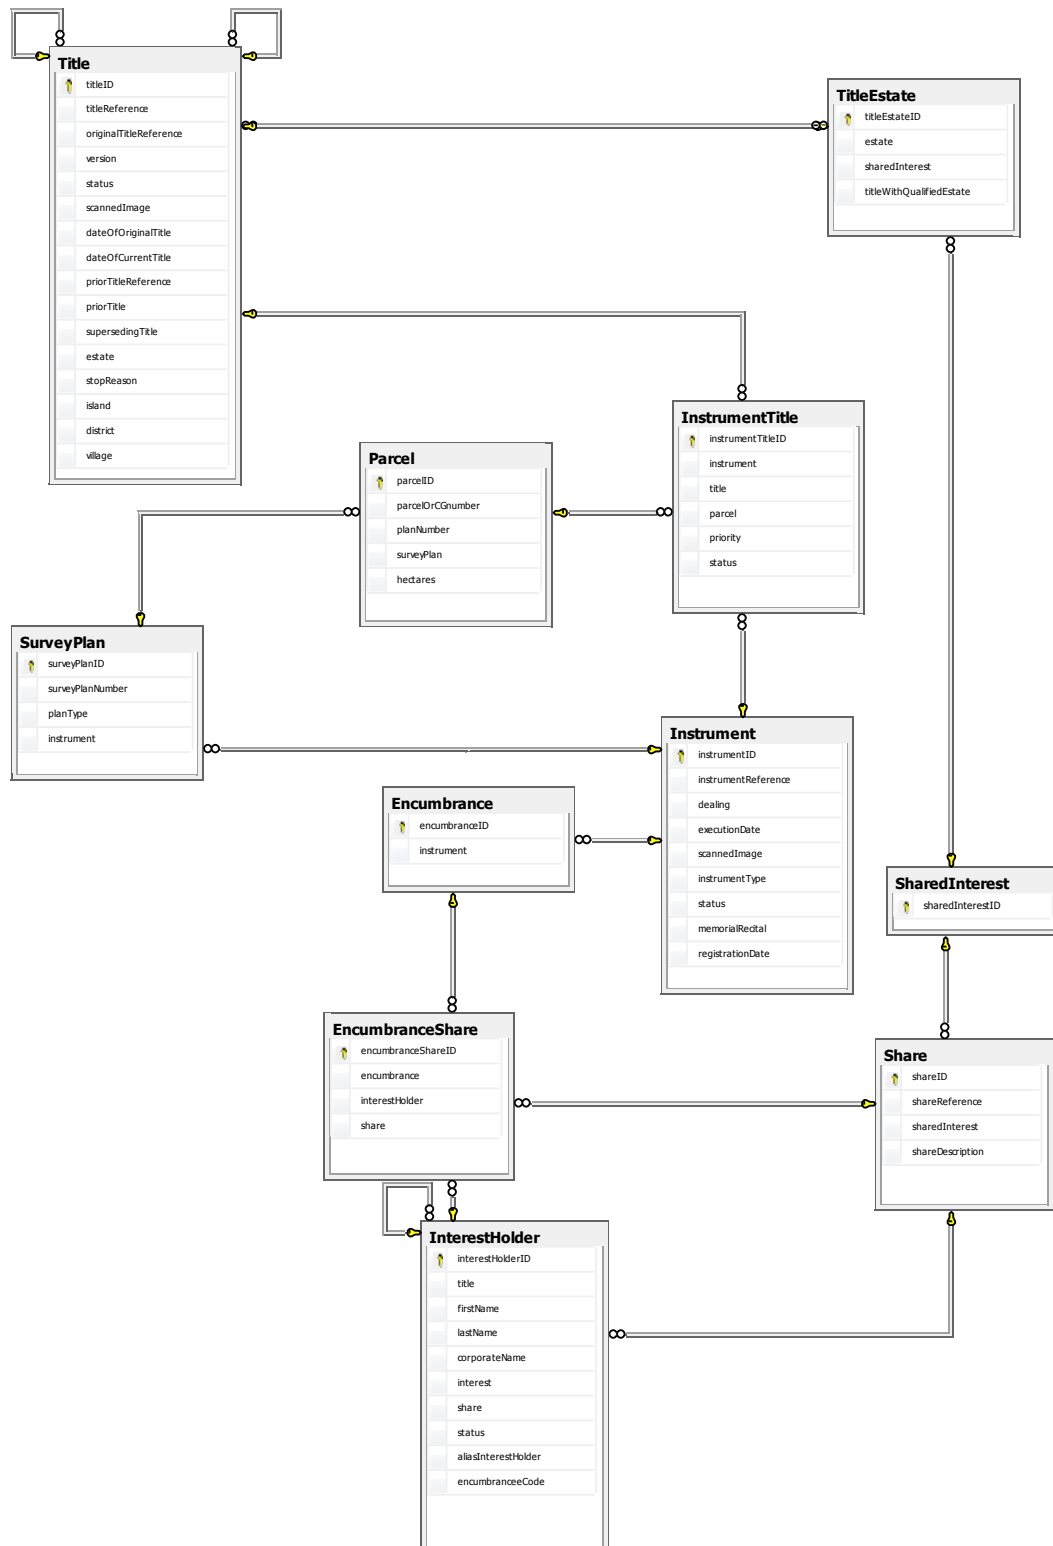 Title
titleID
titleReference
originalTitleReference
version
status
scannedImage
dateOfOriginalTitle
dateOfCurrentTitle
priorTitleReference
priorTitle
supersedingTitle
estate
stopReason
island
district
village
TitleEstate
titleEstateID
estate
sharedInterest
titleWithQualifiedEstate
InstrumentTitle
instrumentTitleID
instrument
title
parcel
priority
status
Parcel
parcelID
parcelOrCGnumber
planNumber
surveyPlan
hectares
SurveyPlan
surveyPlanID
surveyPlanNumber
planType
instrument
Instrument
instrumentID
instrumentReference
dealing
executionDate
scannedImage
instrumentType
status
memorialRecital
registrationDate
Encumbrance
encumbranceID
instrument
SharedInterest
sharedInterestID
EncumbranceShare
encumbranceShareID
encumbrance
interestHolder
share
Share
shareID
shareReference
sharedInterest
shareDescription
InterestHolder
interestHolderID
title
firstName
lastName
corporateName
interest
share
status
aliasInterestHolder
encumbranceeCode